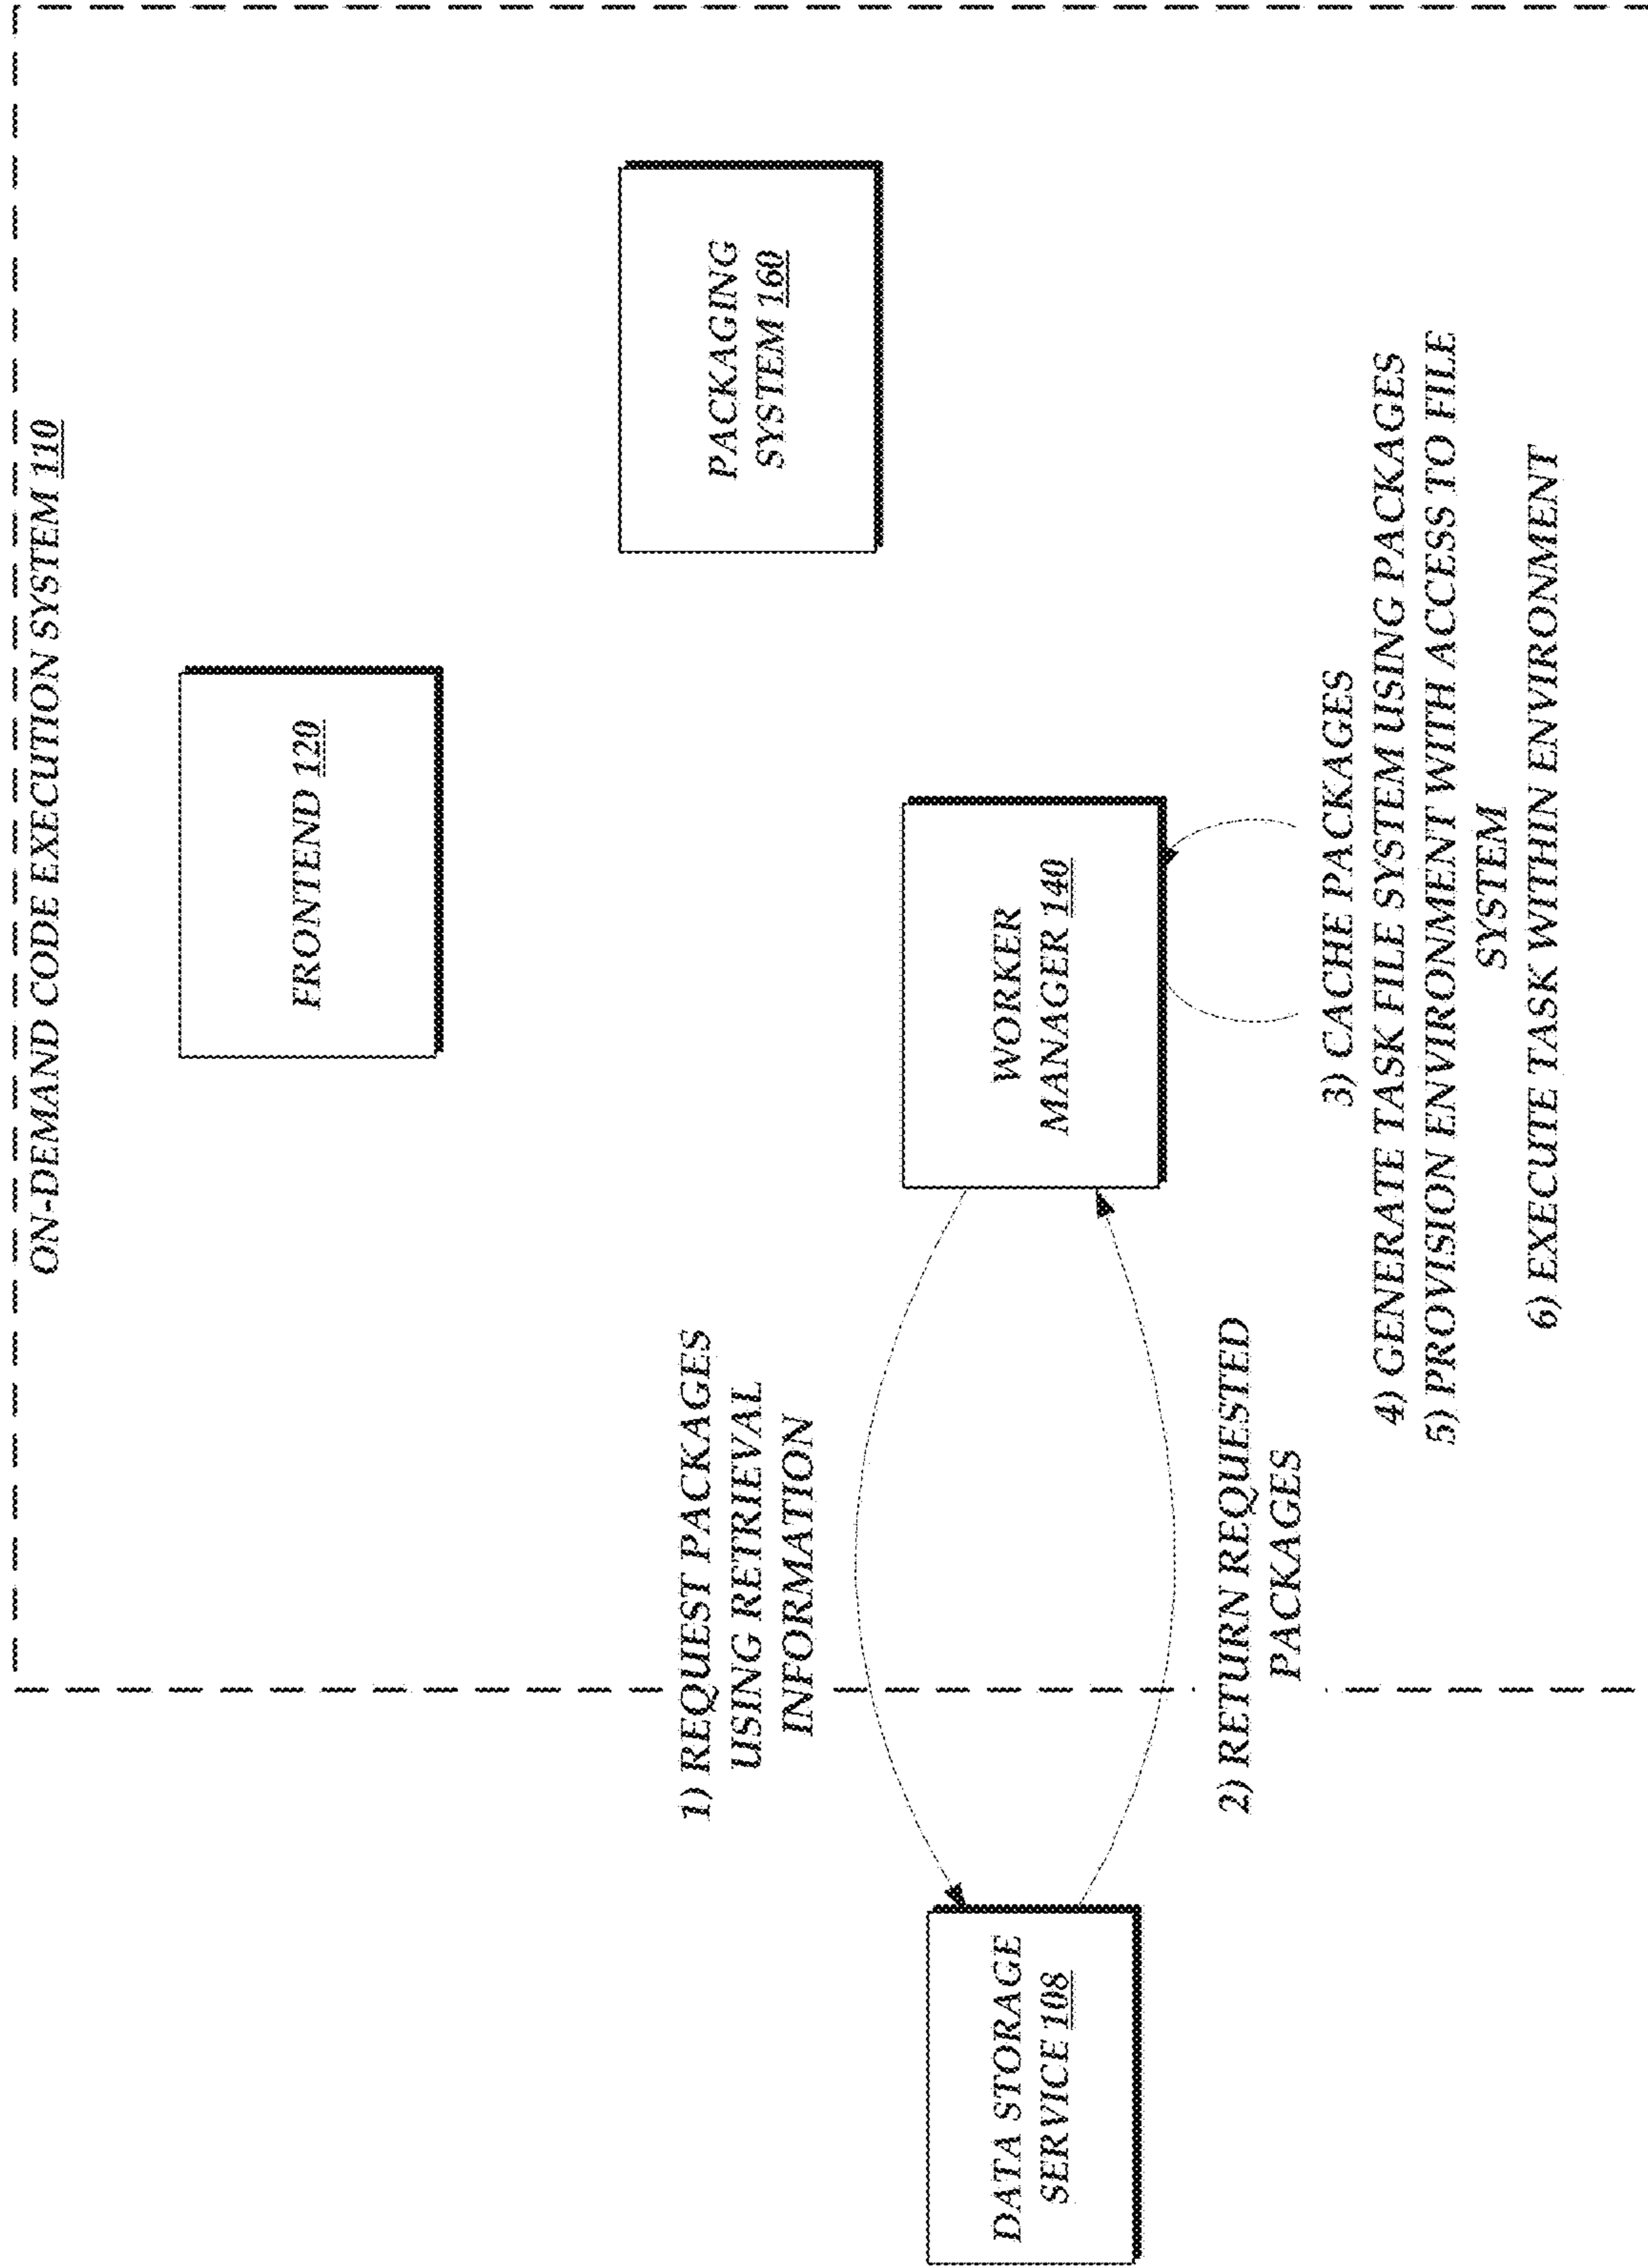 ON-DEMAND CODE EXECUTION SYSTEM 110
FRONTEND 120
PACKAGING
SYSTEM 160
1) REQUEST PACKAGES
USING RETRIEVAL
INFORMATION
WORKER
MANAGER 140
DATA STORAGE
SERVICE 108
2) RETURN REQUESTED
PACKAGES
3) CACHE PACKAGES
4) GENERATE TASK FILE SYSTEM USING PACKAGES
5) PROVISION ENVIRONMENT WITH ACCESS TO FILE
SYSTEM
6) EXECUTE TASK WITHIN ENVIRONMENT